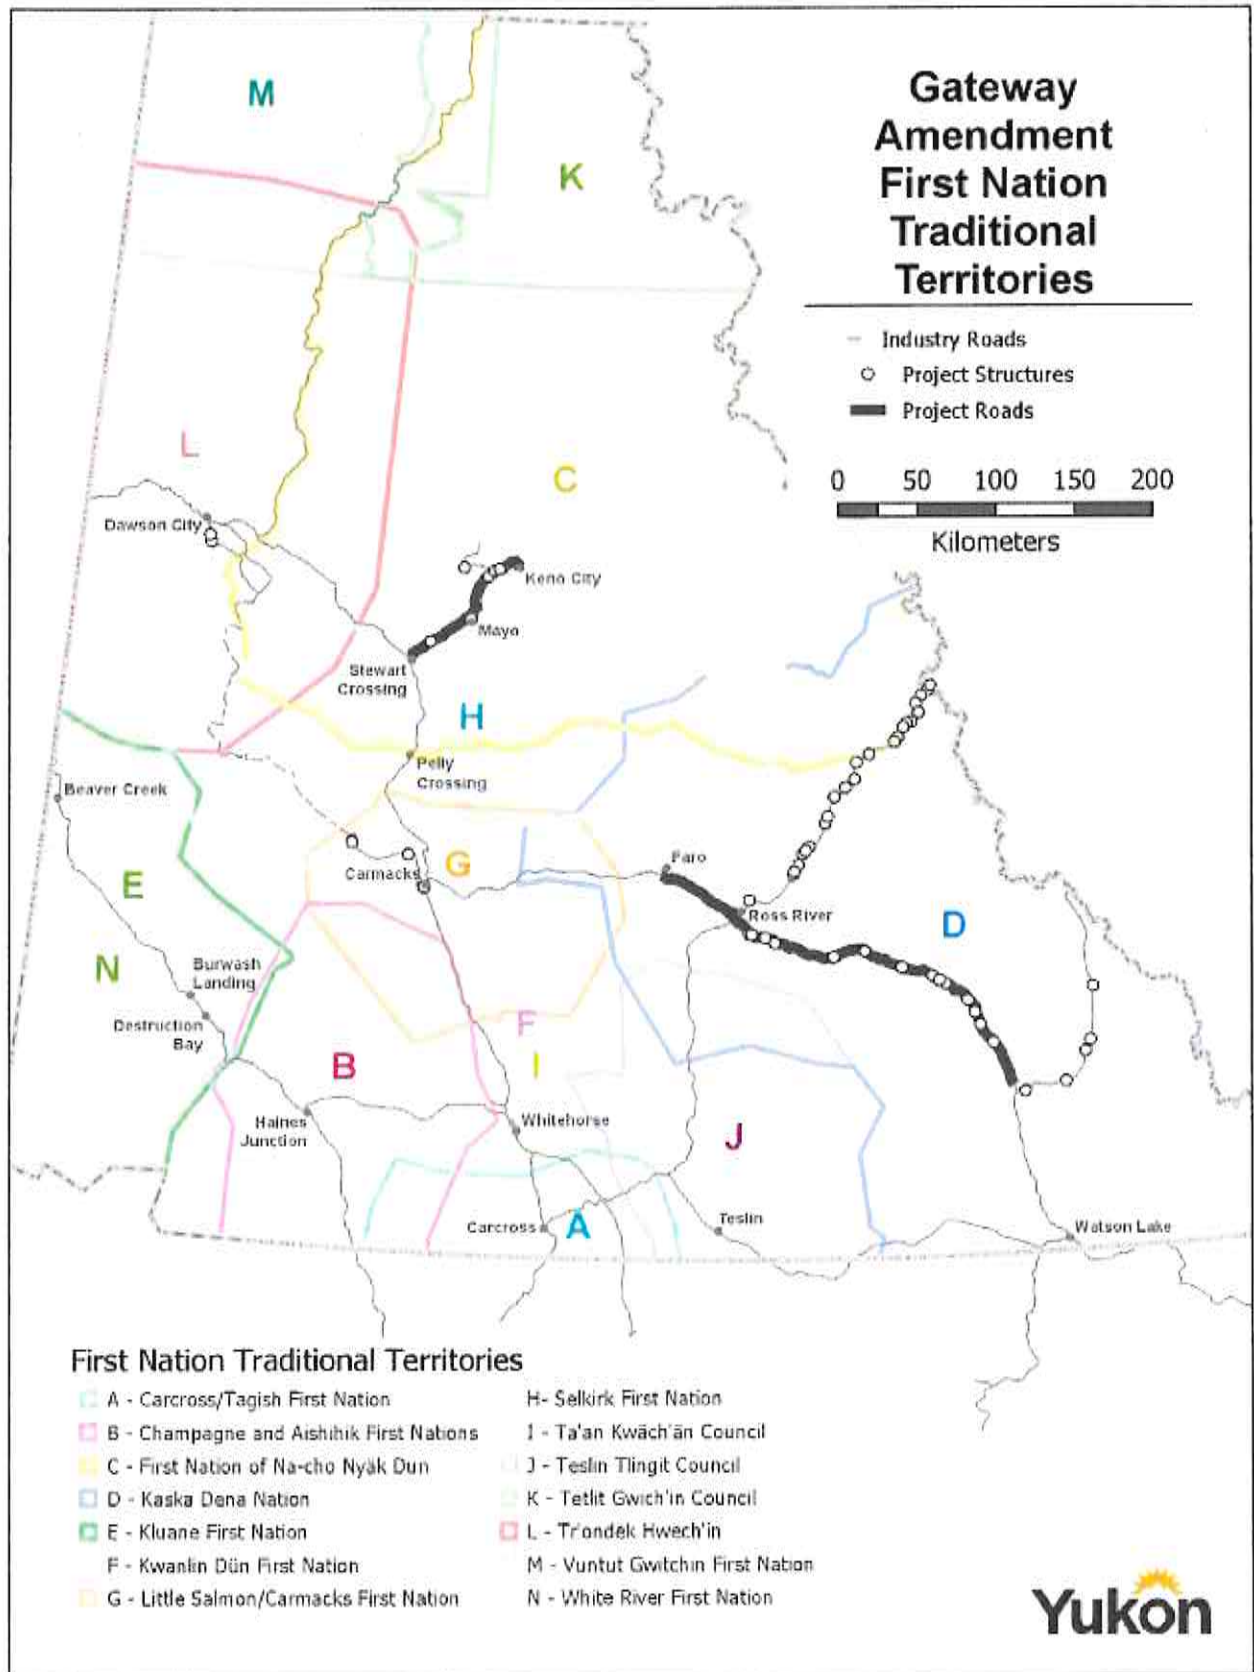 Gateway
Amendment
First Nation
Traditional
Territories
Industry Roads
Project Structures
Project Roads
0 50 100 150 200
Kilometers
M
K
L
C
Dawson City
Keno City
Mayo
Stewart
Crossing
H
Pelly
Crossing
Beaver Creek
Carmacks
G
Faro
E
Ross River
D
N
Burwash
Landing
Destruction
Bay
F
B
I
Haines
Junction
Whitehorse
J
Carcross
A
Teslin
Watson Lake
First Nation Traditional Territories
A - Carcross/Tagish First Nation
B - Champagne and Aishihik First Nations
C - First Nation of Na-cho Nyäk Dun
D - Kaska Dena Nation
E - Kluane First Nation
F - Kwanlin Dün First Nation
G - Little Salmon/Carmacks First Nation
H- Selkirk First Nation
I - Ta'an Kwäch'än Council
J - Teslin Tlingit Council
K - Tetlit Gwich'in Council
L - Tr'ondek Hwech'in
M - Vuntut Gwitchin First Nation
N - White River First Nation
Yukon